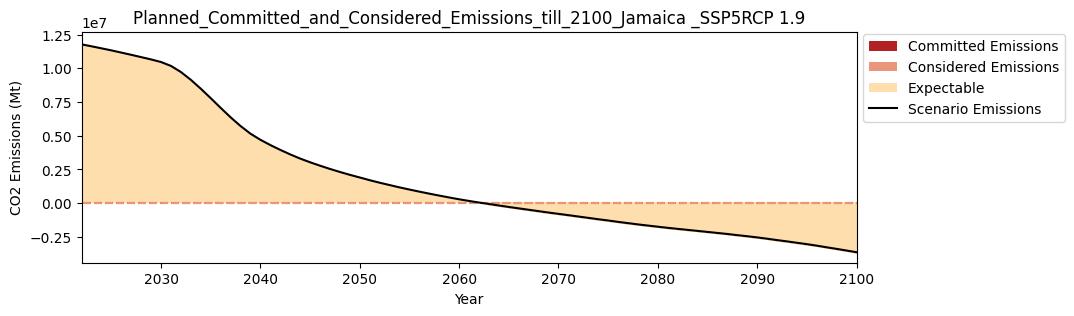 Planned_Committed_and_Considered_Emissions_till_2100_Jamaica _SSP5RCP 1.9
1e7
1.25
1.00
0.75
0.50
0.25
0.00
−0.25
CO2 Emissions (Mt)
2030 2040 2050 2060 2070 2080 2090 2100
Year
Committed Emissions
Considered Emissions
Expectable
Scenario Emissions